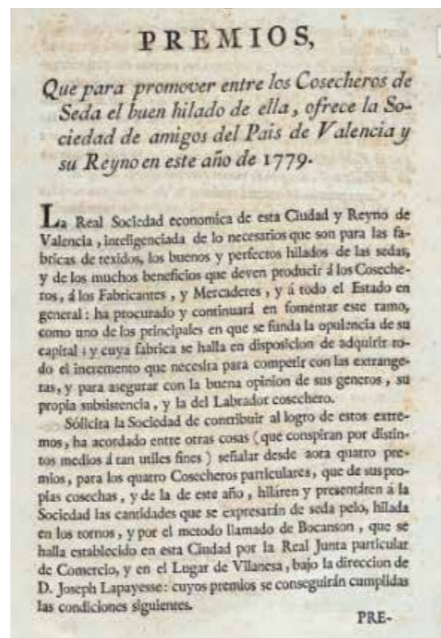 PREMIOS,
Que para promover entre los Cosecheros de
Seda el buen hilado de ella, ofrece la So-
ciedad de amigos del Pais de Valencia y
su Reyno en este año de 1779.
La Real Sociedad economica de esta Ciudad y Reyno de
Valencia, inteligenciada de lo necesarios que son para las fa-
bricas de texidos, los buenos y perfectos hilados de las sedas,
y de los muchos beneficios que deven producir á los Coseche-
ros, á los Fabricantes, y Mercaderes, y á todo el Estado en
general: ha procurado y continuará en fomentar este ramo,
como uno de los principales en que se funda la opulencia de su
capital; y cuya fabrica se halla en disposicion de adquirir to-
do el incremento que necesita para competir con las extrange-
ras, y para asegurar con la buena opinion de sus generos, su
propia subsistencia, y la del Labrador cosechero.
Sólicita la Sociedad de contribuir al logro de estos extre-
mos, ha acordado entre otras cosas (que conspiran por distin-
tos medios á tan utiles fines) señalar desde aora quatro pre-
mios, para los quatro Cosecheros particulares, que de sus pro-
pias cosechas, y de la de este año, hiláren y presentáren á la
Sociedad las cantidades que se expresarán de seda pelo, hilada
en los tornos, y por el metodo llamado de Bocanson, que se
halla establecido en esta Ciudad por la Real Junta particular
de Comercio, y en el Lugar de Vilanesa, bajo la direccion de
D. Joseph Lapayesse: cuyos premios se conseguirán cumplidas
las condiciones siguientes.
PRE-